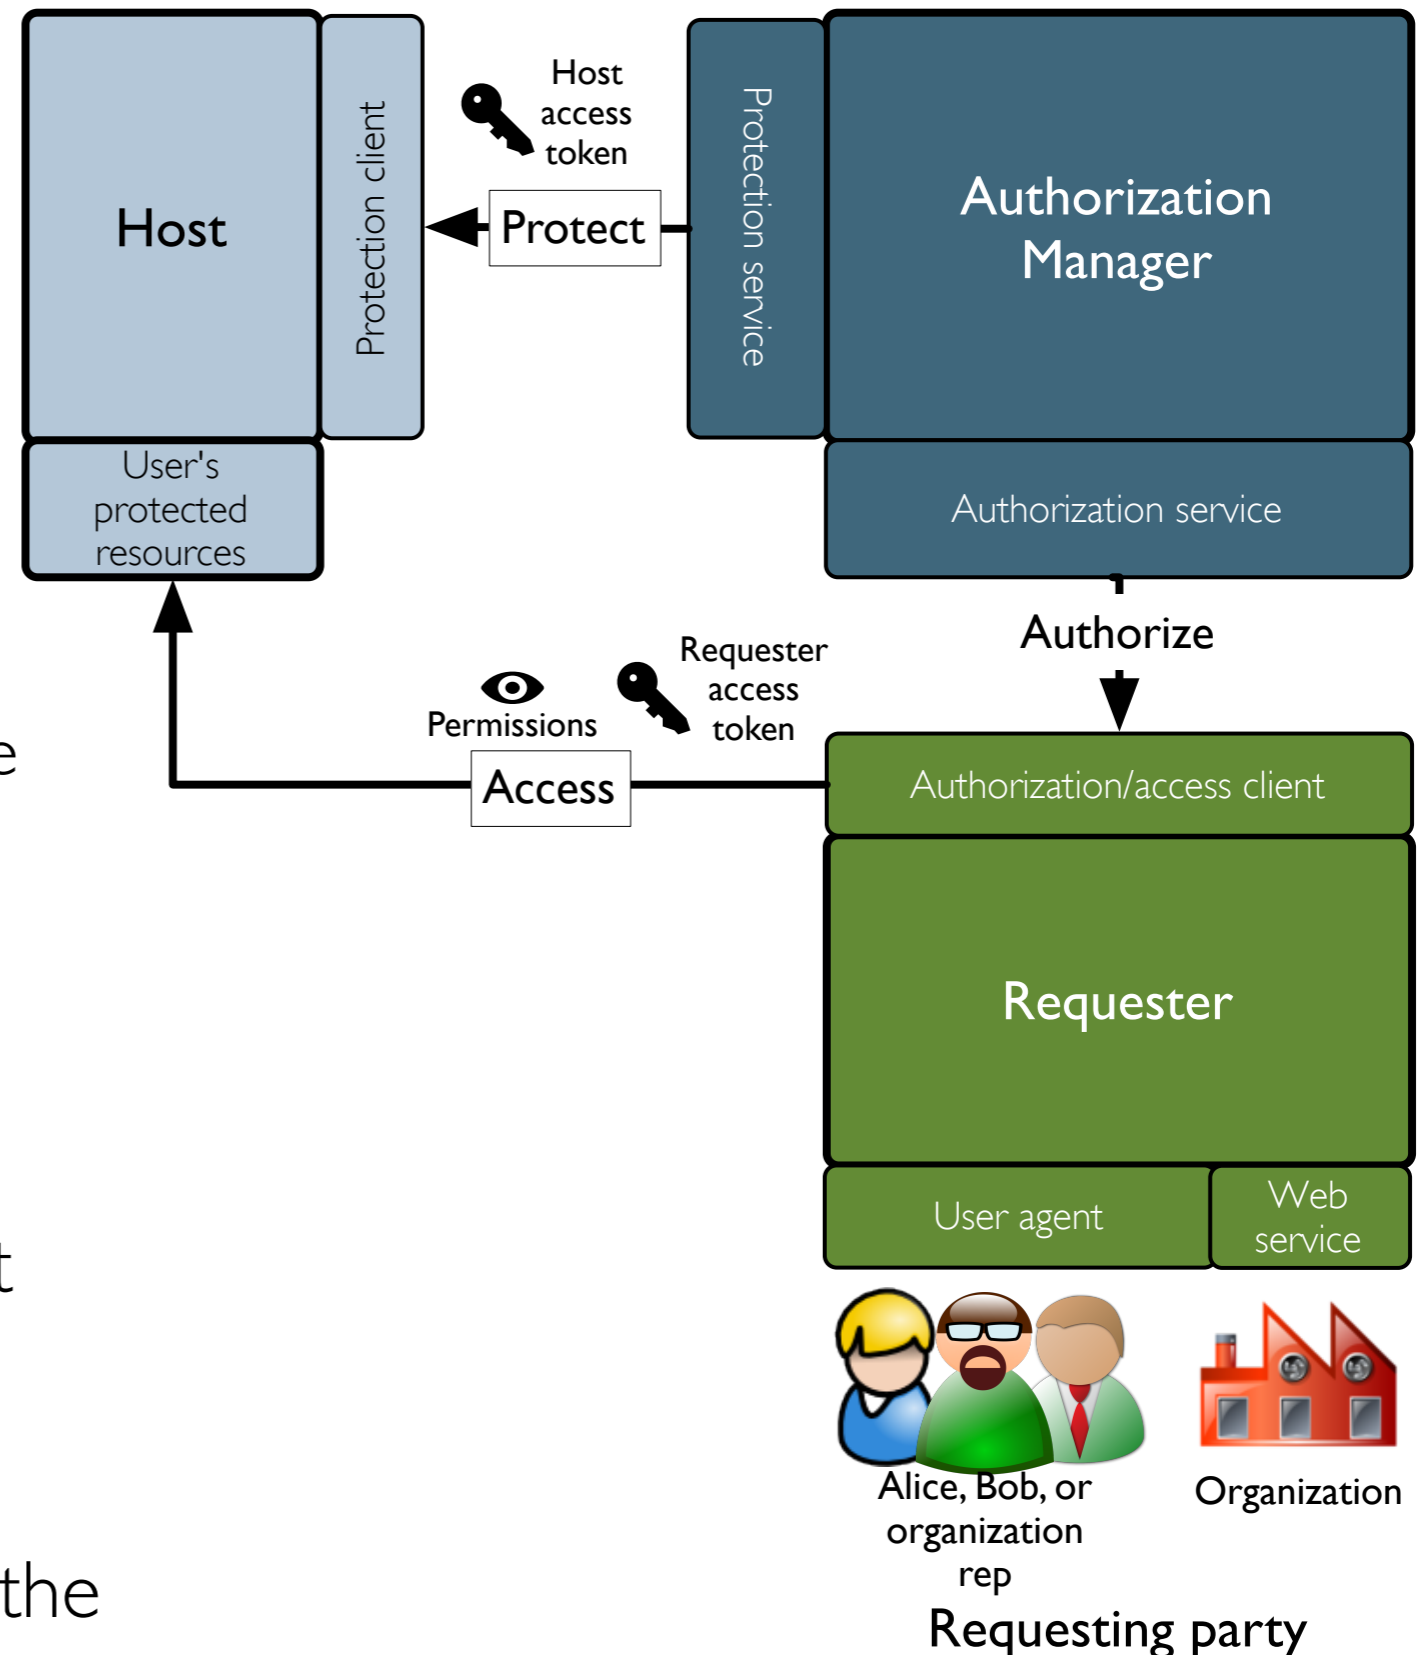 Host
Protection client
Host
access
token
Protect
Protection service
Authorization
Manager
User's
protected
resources
Authorization service
Authorize
Requester
access
token
Permissions
Access
Authorization/access client
Requester
User agent
Web
service
Alice, Bob, or
organization
rep
Organization
Requesting party
the